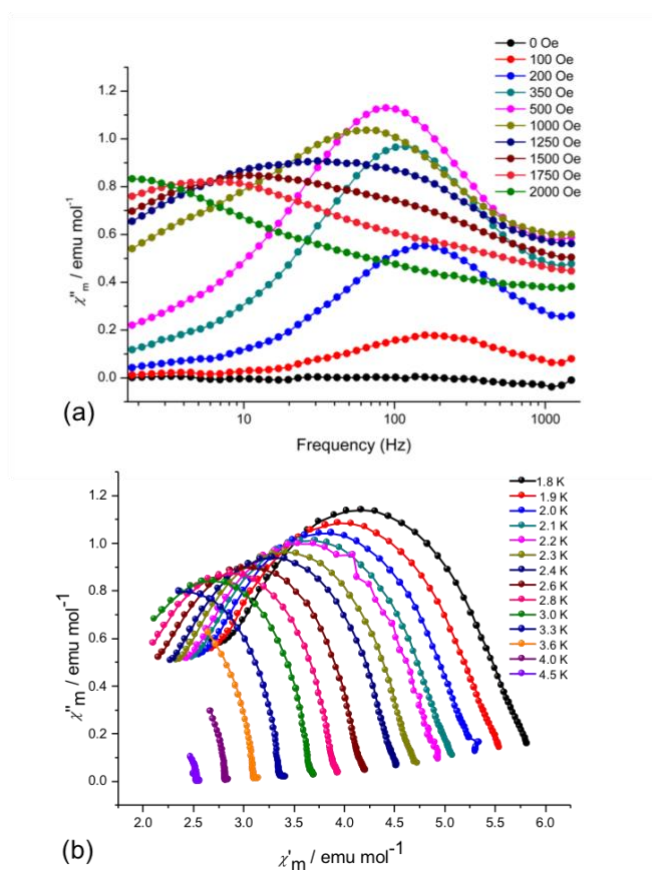 0 Oe
100 Oe
200 Oe
350 Oe
500 Oe
1000 Oe
1250 Oe
1500 Oe
1750 Oe
2000 Oe
1.2
1.0
0.8
0.6
0.4
0.2
0.0
χ"m / emu mol-1
10 100 1000
(a)
Frequency (Hz)
1.8 K
1.9 K
2.0 K
2.1 K
2.2 K
2.3 K
2.4 K
2.6 K
2.8 K
3.0 K
3.3 K
3.6 K
4.0 K
4.5 K
1.2
1.0
0.8
0.6
0.4
0.2
0.0
χ"m / emu mol-1
2.0 2.5 3.0 3.5 4.0 4.5 5.0 5.5 6.0
(b)
χ'm / emu mol-1